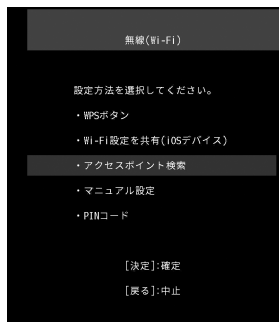 無線(Wi-Fi)
設定方法を選択してください。
・WPSボタン
・Wi-Fi設定を共有(iOSデバイス)
・アクセスポイント検索
・マニュアル設定
・PINコード
[決定]:確定
[戻る]:中止